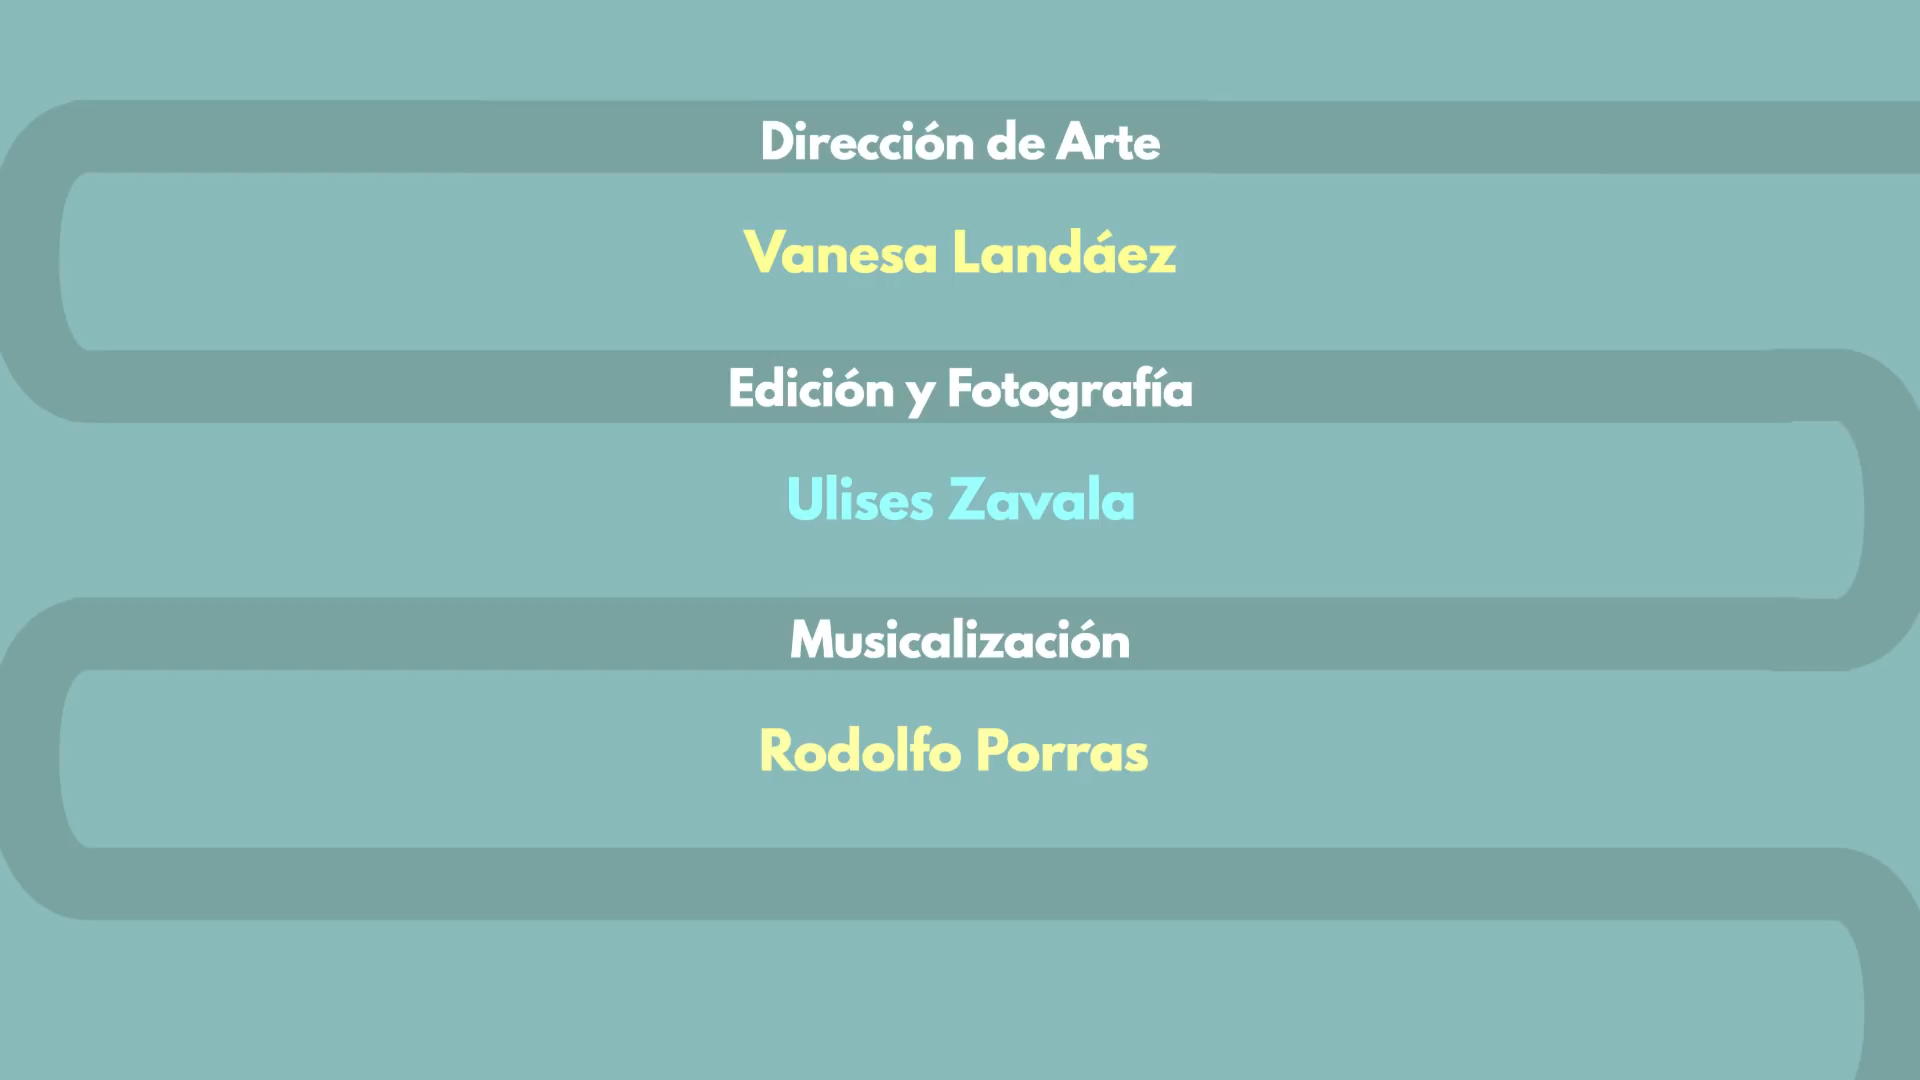 Dirección de Arte
Vanesa Landáez
Edición y Fotografía
Ulises Zavala
Musicalización
Rodolfo Porras